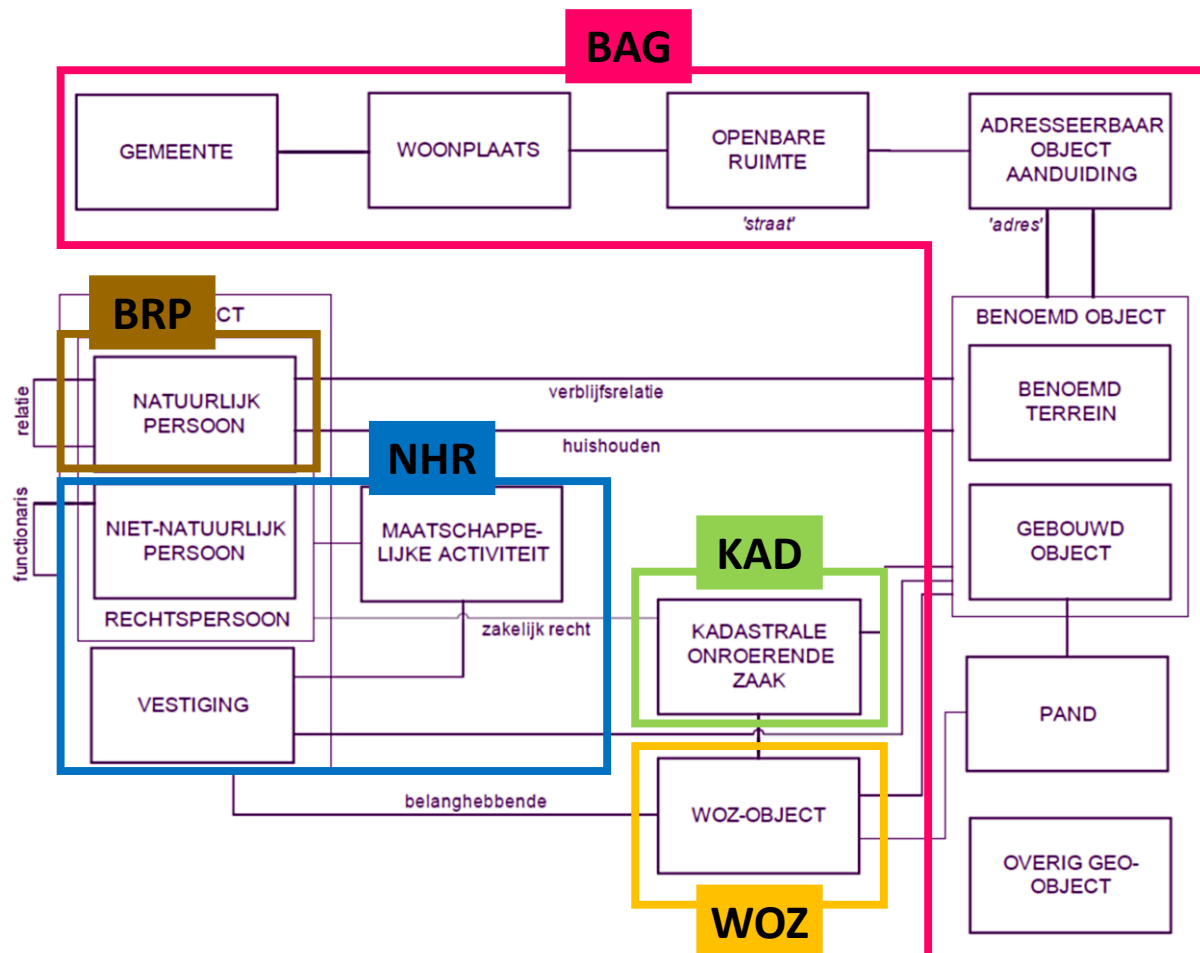 BAG
GEMEENTE
WOONPLAATS
OPENBARE
RUIMTE
'straat'
ADRESSEERBAAR
OBJECT
AANDUIDING
'adres'
BRP
ECT
NATUURLIJK
PERSOON
relatie
verblijfsrelatie
huishouden
BENOEMD OBJECT
BENOEMD
TERREIN
GEBOUWD
OBJECT
NHR
NIET-NATUURLIJK
PERSOON
functionaris
MAATSCHAPPE-
LIJKE ACTIVITEIT
RECHTSPERSOON
zakelijk recht
KAD
KADASTRALE
ONROERENDE
ZAAK
VESTIGING
PAND
belanghebbende
WOZ-OBJECT
WOZ
OVERIG GEO-
OBJECT